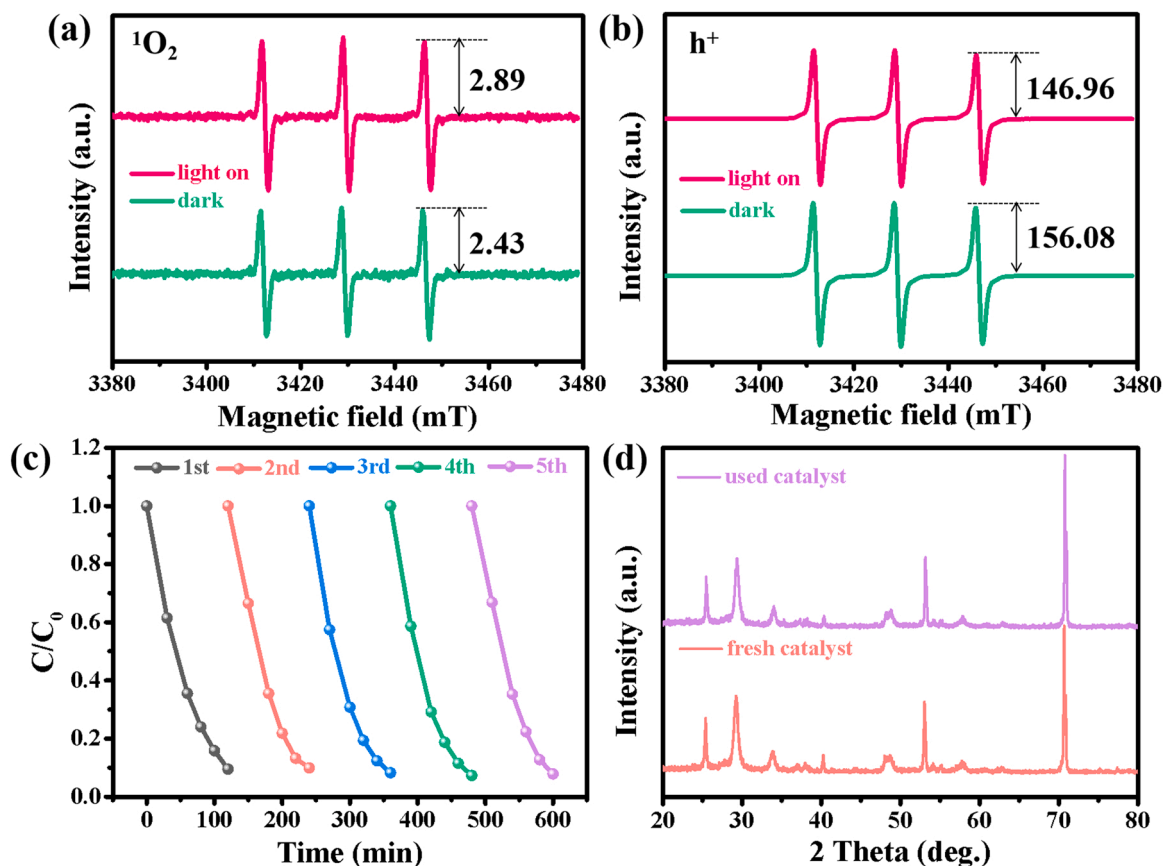 (a)
¹O₂
2.89
light on
dark
2.43
Intensity (a.u.)
3380 3400 3420 3440 3460 3480
Magnetic field (mT)
(b)
h⁺
146.96
light on
dark
156.08
Intensity (a.u.)
3380 3400 3420 3440 3460 3480
Magnetic field (mT)
(c)
1st 2nd 3rd 4th 5th
1.2
1.0
0.8
0.6
0.4
0.2
0.0
C/C₀
0 100 200 300 400 500 600
Time (min)
(d)
used catalyst
fresh catalyst
Intensity (a.u.)
20 30 40 50 60 70 80
2 Theta (deg.)